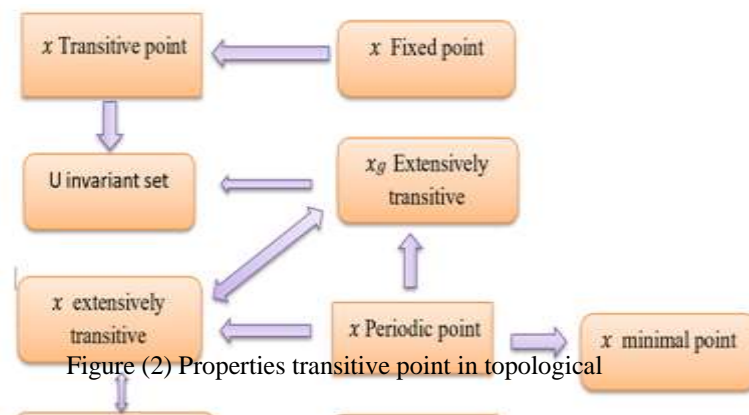 x Transitive point
x Fixed point
U invariant set
x_g Extensively
transitive
x extensively
transitive
x Periodic point
x minimal point
Figure (2) Properties transitive point in topological